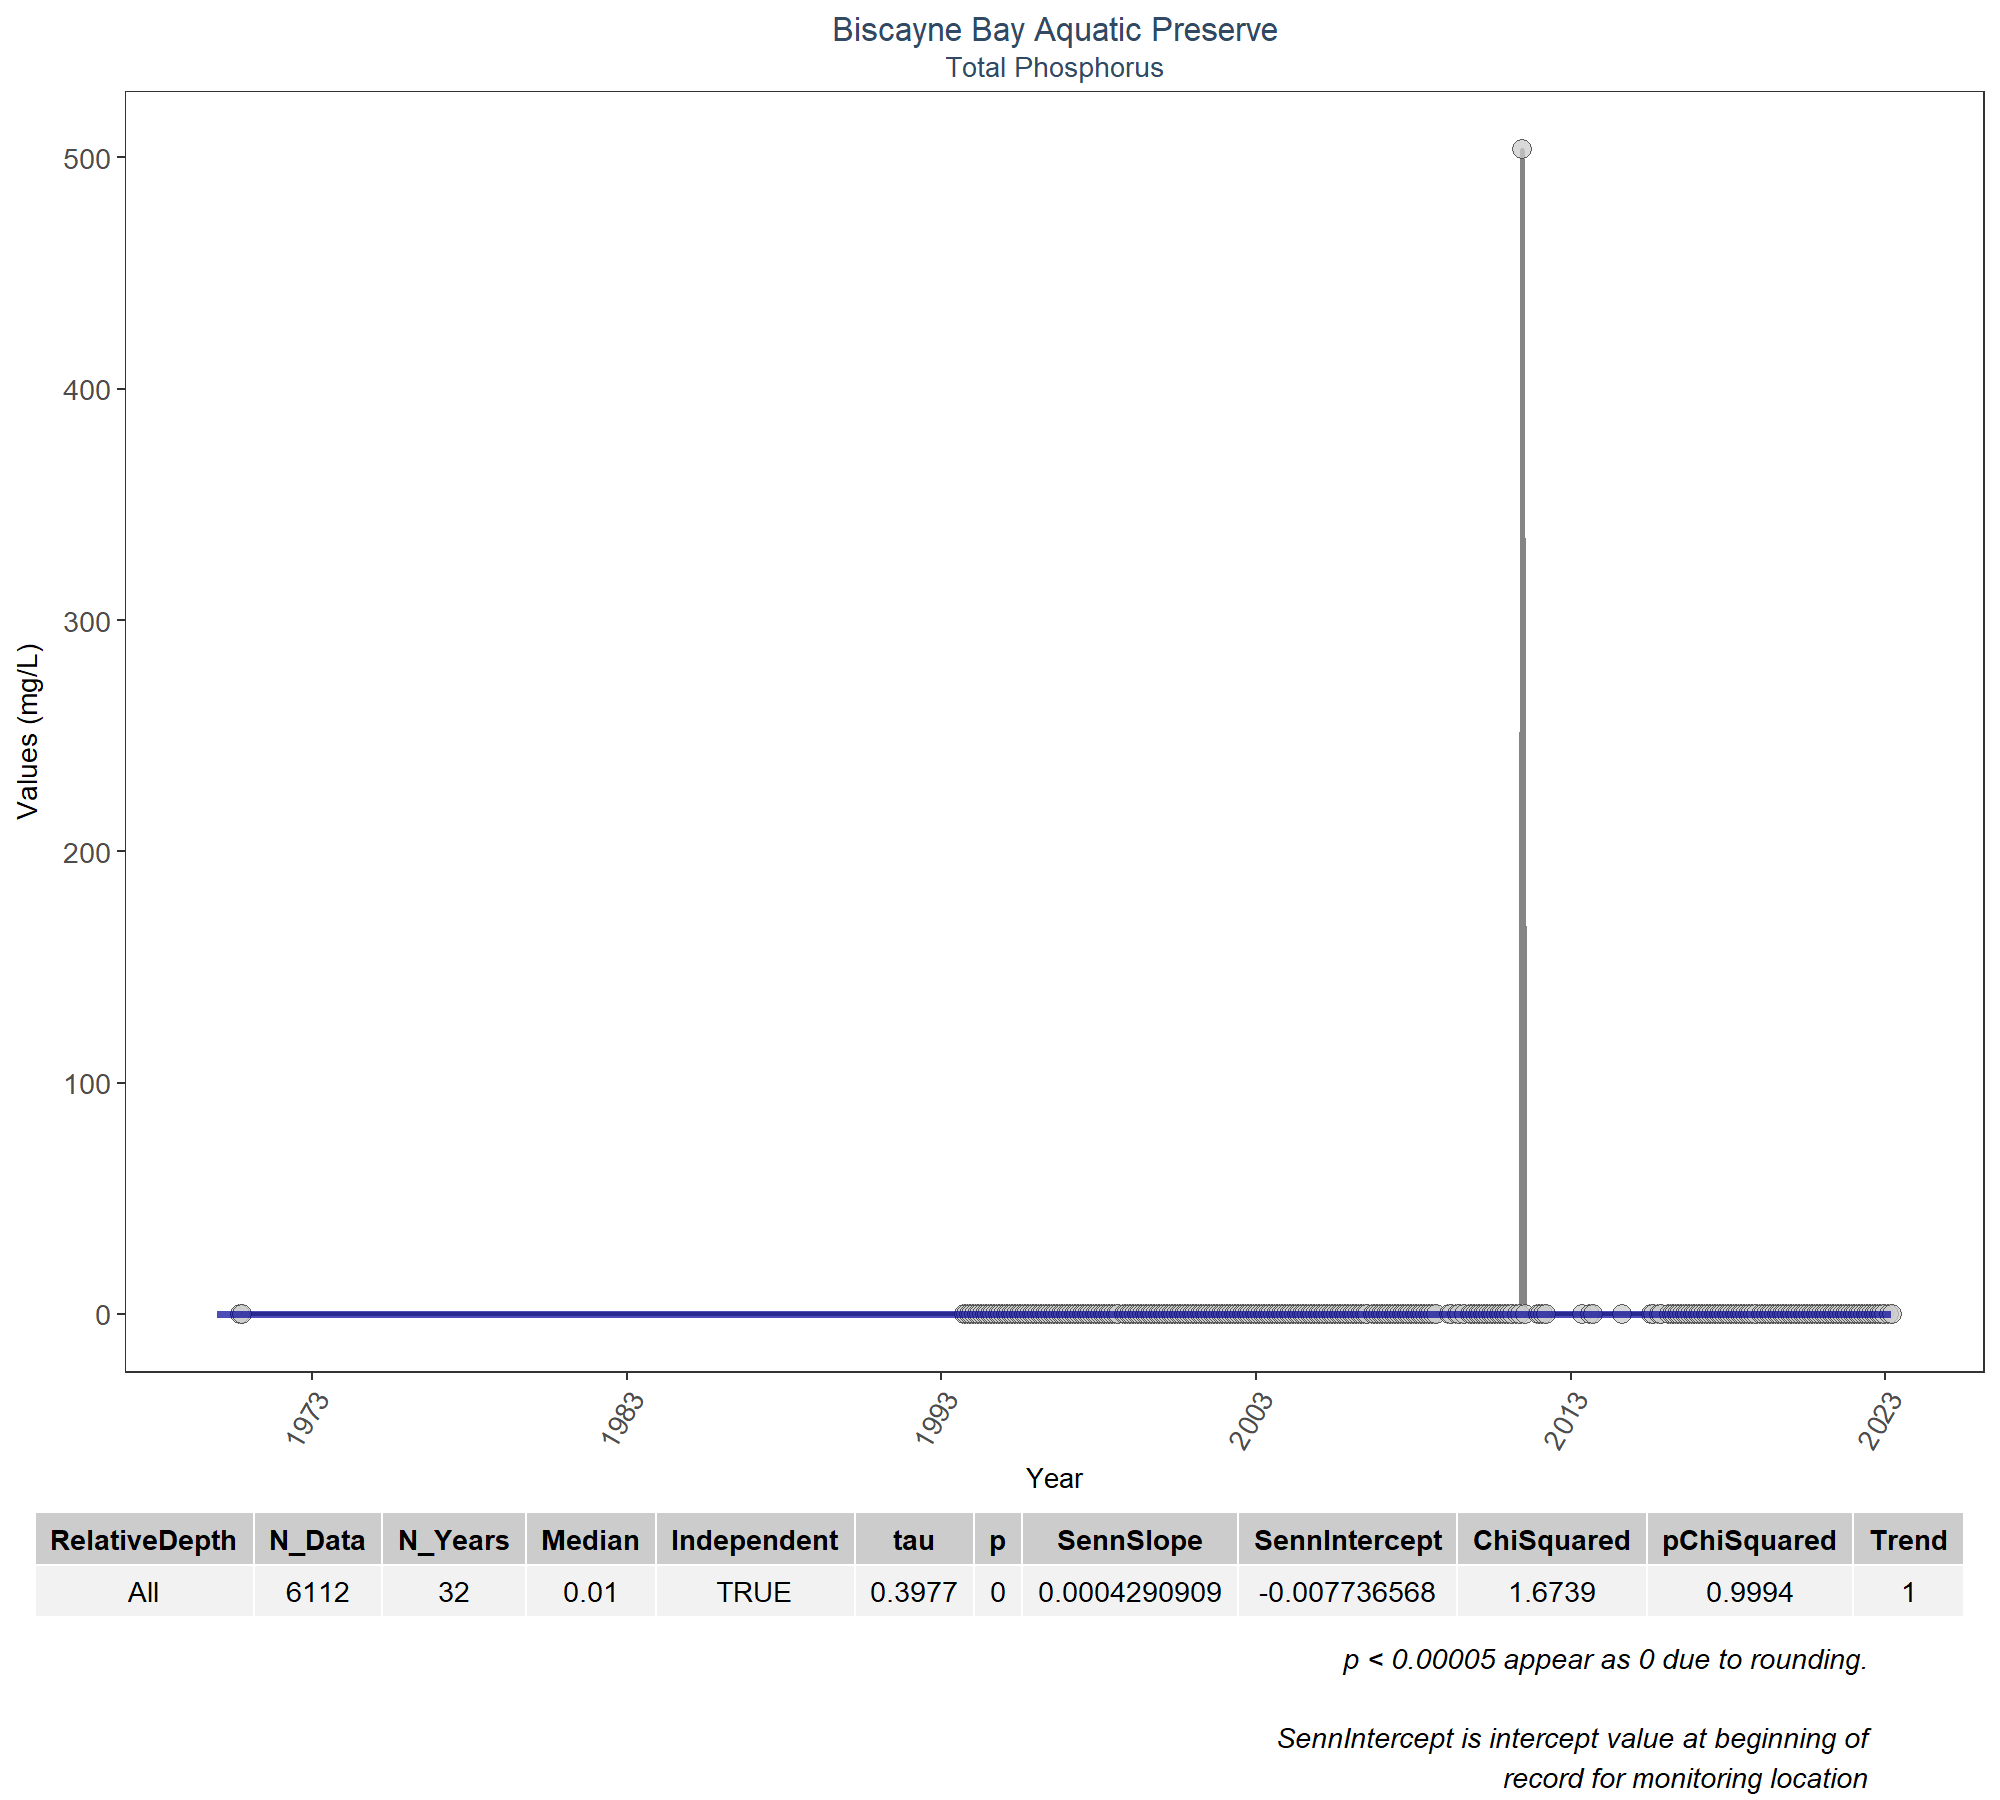 Biscayne Bay Aquatic Preserve
Total Phosphorus
500
400
300
200
100
0
Values (mg/L)
1973
1983
1993
2003
2013
2023
Year
RelativeDepth N_Data N_Years Median Independent tau p SennSlope SennIntercept ChiSquared pChiSquared Trend
All 6112 32 0.01 TRUE 0.3977 0 0.0004290909 -0.007736568 1.6739 0.9994 1
p < 0.00005 appear as 0 due to rounding.
SennIntercept is intercept value at beginning of
record for monitoring location